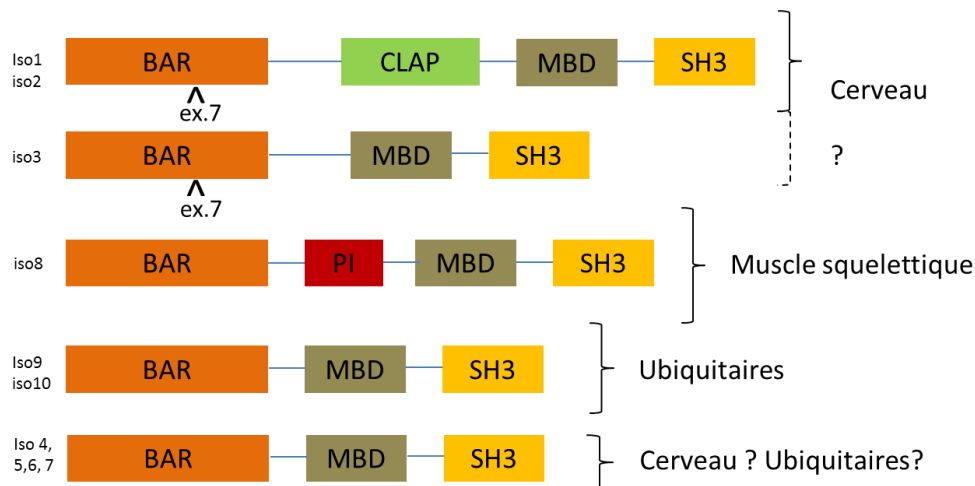 Iso1
iso2
BAR
CLAP
MBD
SH3
Cerveau
^
ex.7
iso3
BAR
MBD
SH3
?
^
ex.7
iso8
BAR
PI
MBD
SH3
Muscle squelettique
Iso9
iso10
BAR
MBD
SH3
Ubiquitaires
Iso 4,
5,6, 7
BAR
MBD
SH3
Cerveau ? Ubiquitaires?